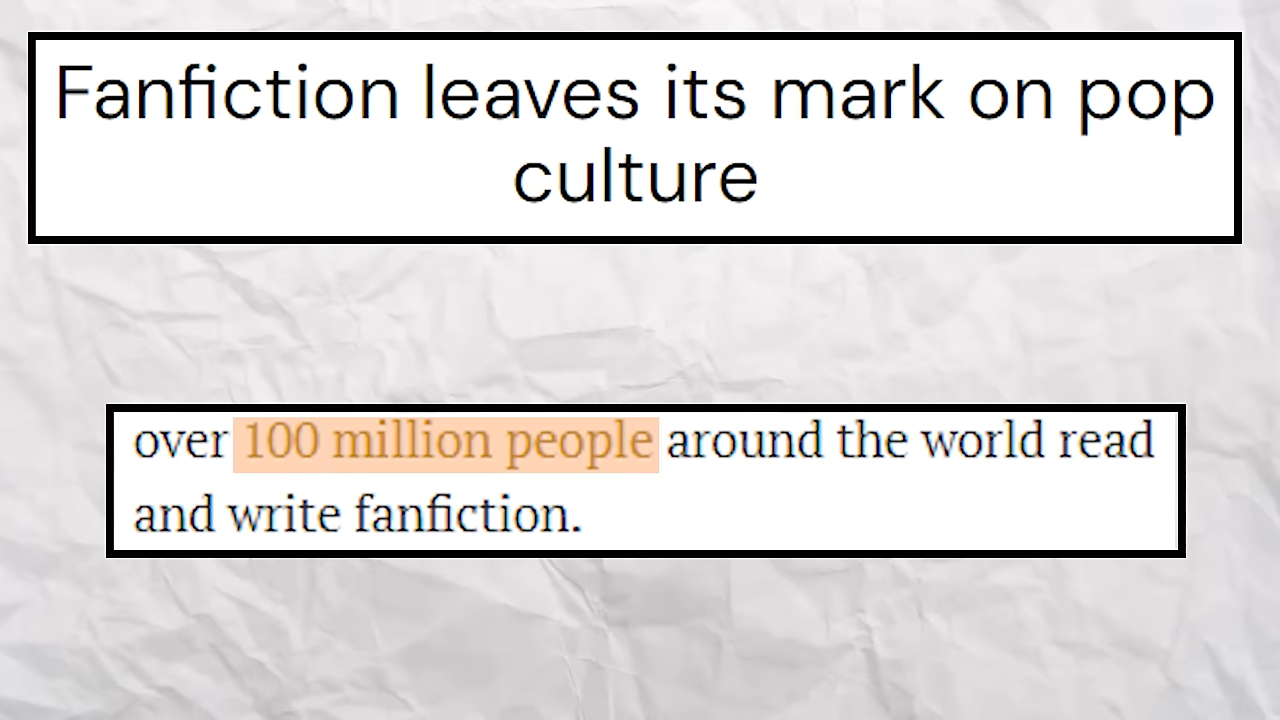 Fanfiction leaves its mark on pop
culture
over 100 million people around the world read
and write fanfiction.